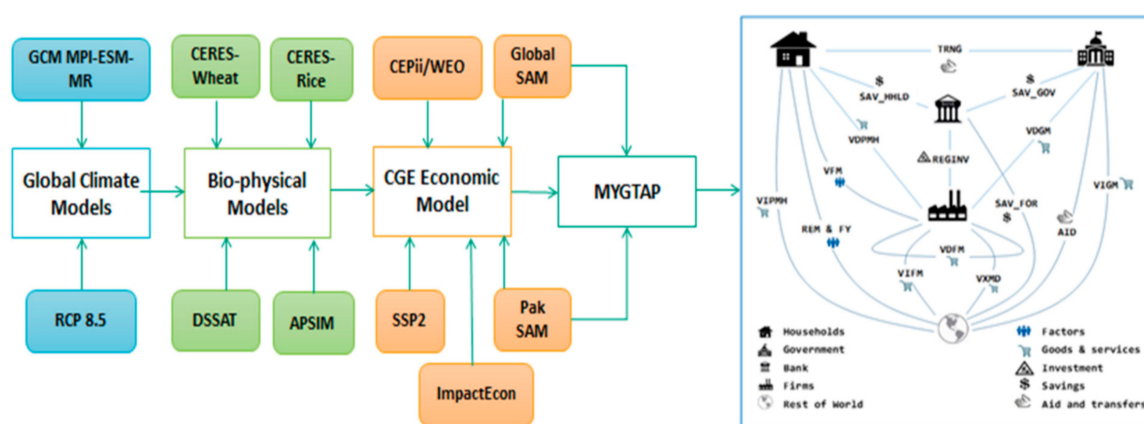 GCM MPI-ESM-
MR
CERES-
Wheat
CERES-
Rice
CEPii/WEO
Global
SAM
Global Climate
Models
Bio-physical
Models
CGE Economic
Model
MYGTAP
RCP 8.5
DSSAT
APSIM
SSP2
Pak
SAM
ImpactEcon
TRNG
SAV_HHLD
SAV_GOV
VDPMH
VDGM
REGINV
VFM
VIPMH
VIGM
SAV_FOR
REM & FY
AID
VDFM
VIFM
VXMD
Households
Government
Bank
Firms
Rest of World
Factors
Goods & services
Investment
Savings
Aid and transfers